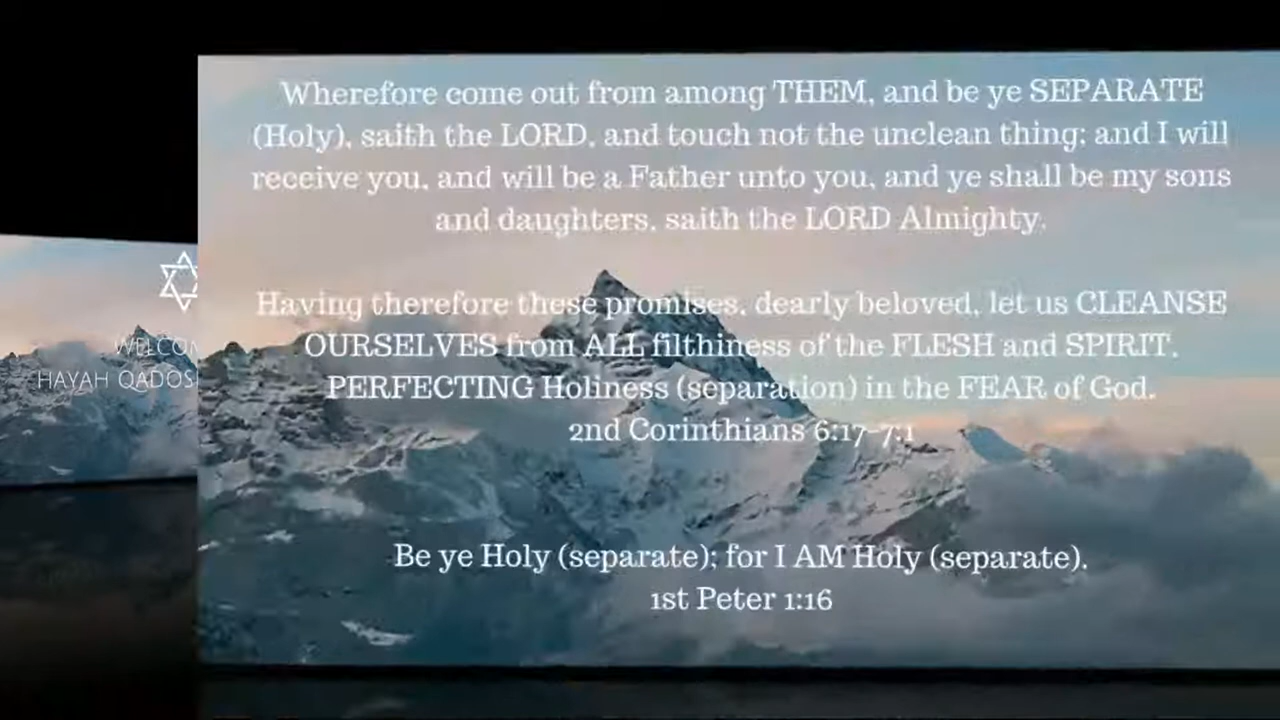 Wherefore come out from among THEM, and be ye SEPARATE
(Holy), saith the LORD, and touch not the unclean thing; and I will
receive you, and will be a Father unto you, and ye shall be my sons
and daughters, saith the LORD Almighty.
Having therefore these promises, dearly beloved, let us CLEANSE
OURSELVES from ALL filthiness of the FLESH and SPIRIT,
PERFECTING Holiness (separation) in the FEAR of God.
2nd Corinthians 6:17-7:1
Be ye Holy (separate); for I AM Holy (separate).
1st Peter 1:16
HAYAH